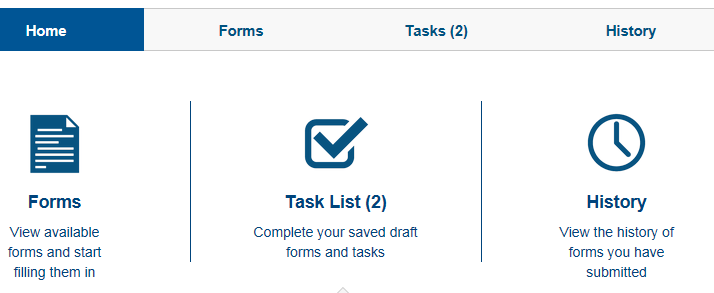 Home Forms Tasks (2) History
Forms
View available
forms and start
filling them in
Task List (2)
Complete your saved draft
forms and tasks
History
View the history of
forms you have
submitted